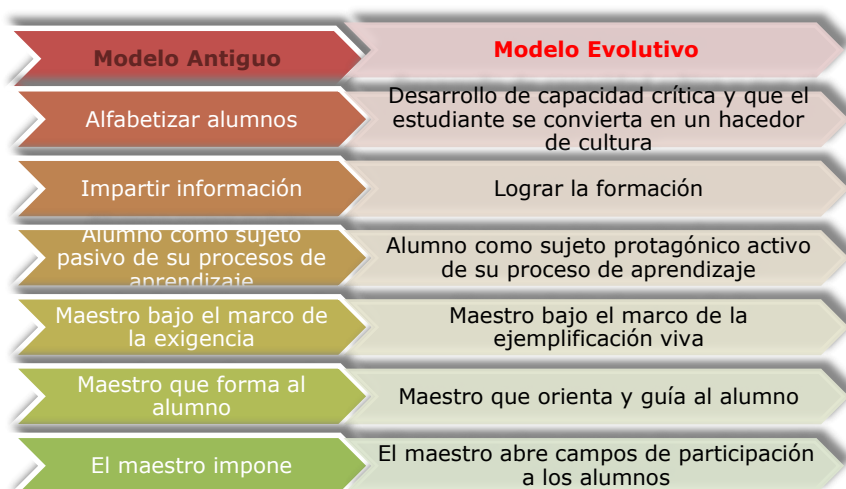 Modelo Antiguo
Modelo Evolutivo
Alfabetizar alumnos
Desarrollo de capacidad crítica y que el
estudiante se convierta en un hacedor
de cultura
Impartir información
Lograr la formación
Alumno como sujeto
pasivo de su procesos de
aprendizaje
Alumno como sujeto protagónico activo
de su proceso de aprendizaje
Maestro bajo el marco de
la exigencia
Maestro bajo el marco de la
ejemplificación viva
Maestro que forma al
alumno
Maestro que orienta y guía al alumno
El maestro impone
El maestro abre campos de participación
a los alumnos